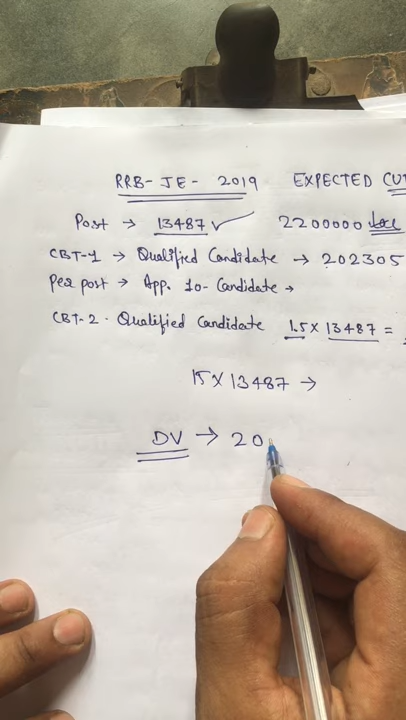 RRB-JE- 2019 EXPECTED CU
Post → 13487 ✓ 2200000
CBT-1 → Qualified Candidate → 202305
Per post → App. 10- Candidate →
CBT-2 - Qualified Candidate 1.5 X 13487 =
15 X 13487 →
DV → 20